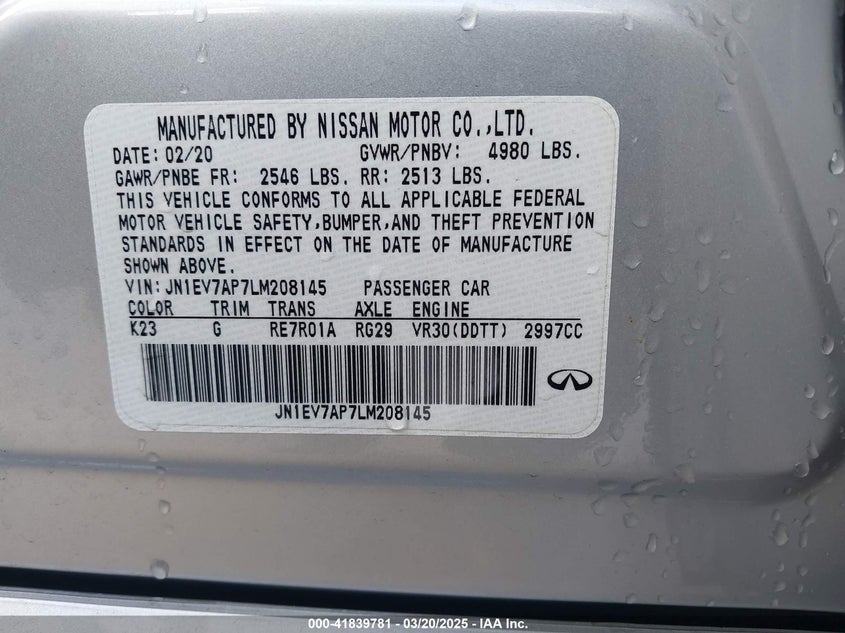 MANUFACTURED BY NISSAN MOTOR CO.,LTD.
DATE: 02/20 GVWR/PNBV: 4980 LBS.
GAWR/PNBE FR: 2546 LBS. RR: 2513 LBS.
THIS VEHICLE CONFORMS TO ALL APPLICABLE FEDERAL
MOTOR VEHICLE SAFETY,BUMPER,AND THEFT PREVENTION
STANDARDS IN EFFECT ON THE DATE OF MANUFACTURE
SHOWN ABOVE.
VIN:JN1EV7AP7LM208145 PASSENGER CAR
COLOR TRIM TRANS AXLE ENGINE
K23 G RE7R01A RG29 VR30(DDTT) 2997CC
JN1EV7AP7LM208145
000-41839781 - 03/20/2025 - IAA Inc.